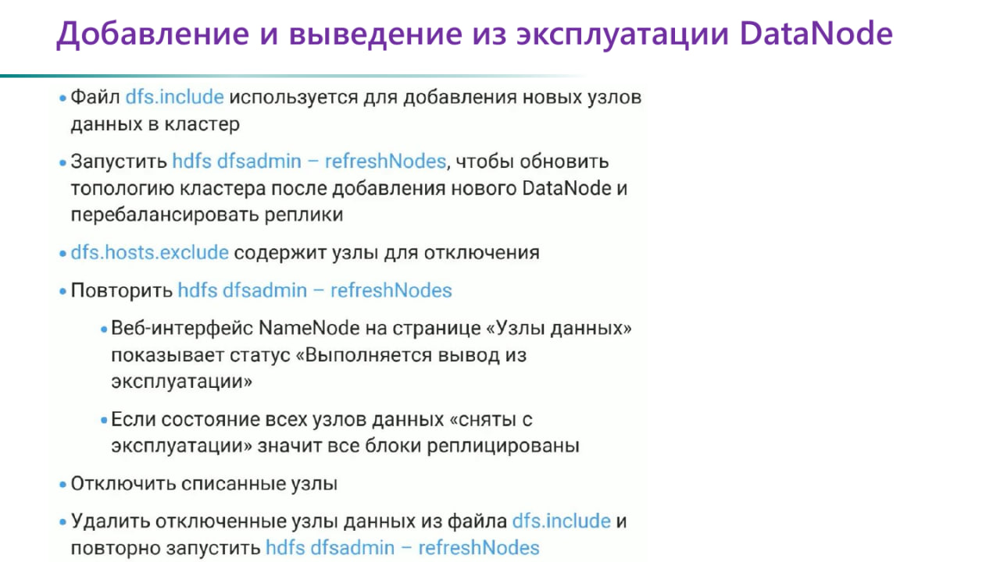 Добавление и выведение из эксплуатации DataNode
• Файл dfs.include используется для добавления новых узлов
данных в кластер
• Запустить hdfs dfsadmin – refreshNodes, чтобы обновить
топологию кластера после добавления нового DataNode и
перебалансировать реплики
• dfs.hosts.exclude содержит узлы для отключения
• Повторить hdfs dfsadmin – refreshNodes
• Веб-интерфейс NameNode на странице «Узлы данных»
показывает статус «Выполняется вывод из
эксплуатации»
• Если состояние всех узлов данных «сняты с
эксплуатации» значит все блоки реплицированы
• Отключить списанные узлы
• Удалить отключенные узлы данных из файла dfs.include и
повторно запустить hdfs dfsadmin – refreshNodes